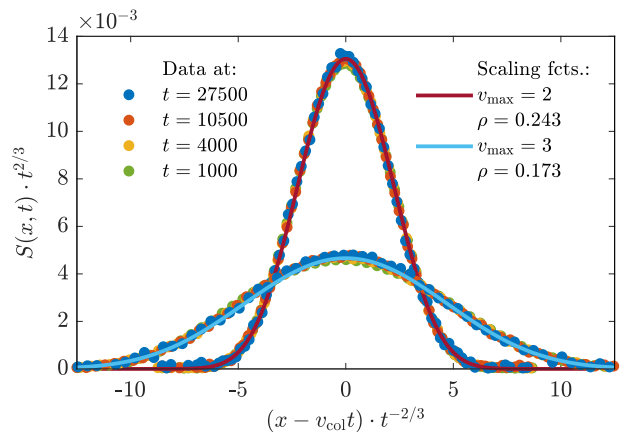 ×10⁻³
14
12
10
8
6
4
2
0
S(x, t) · t^{2/3}
Data at:
t = 27500
t = 10500
t = 4000
t = 1000
Scaling fcts.:
v_max = 2
ρ = 0.243
v_max = 3
ρ = 0.173
-10 -5 0 5 10
(x − v_col t) · t^{−2/3}